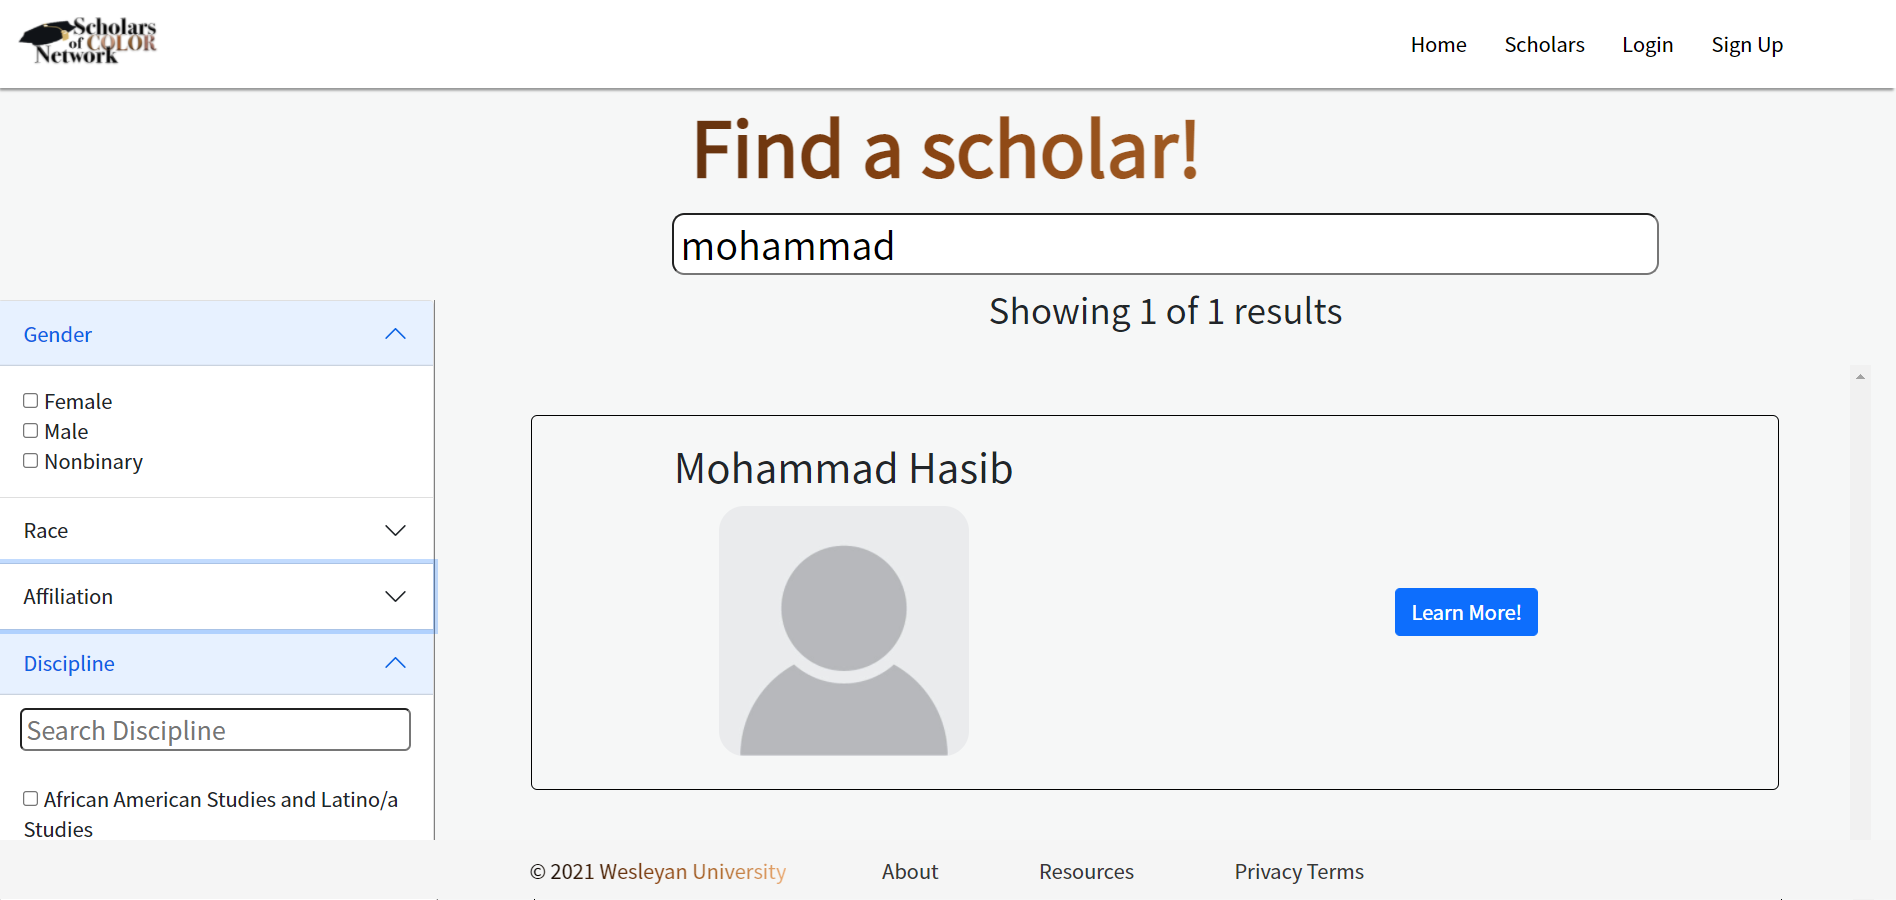 Scholars
of COLOR
Network
Home Scholars Login Sign Up
Find a scholar!
mohammad
Showing 1 of 1 results
Gender
Female
Male
Nonbinary
Race
Affiliation
Discipline
Search Discipline
African American Studies and Latino/a
Studies
Mohammad Hasib
Learn More!
© 2021 Wesleyan University About Resources Privacy Terms